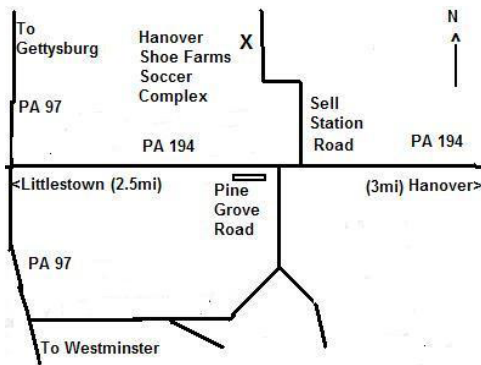 To
Gettysburg
Hanover
Shoe Farms
Soccer
Complex
X
N
PA 97
Sell
Station
Road
PA 194
PA 194
<Littlestown (2.5mi)
Pine
Grove
Road
(3mi) Hanover>
PA 97
To Westminster